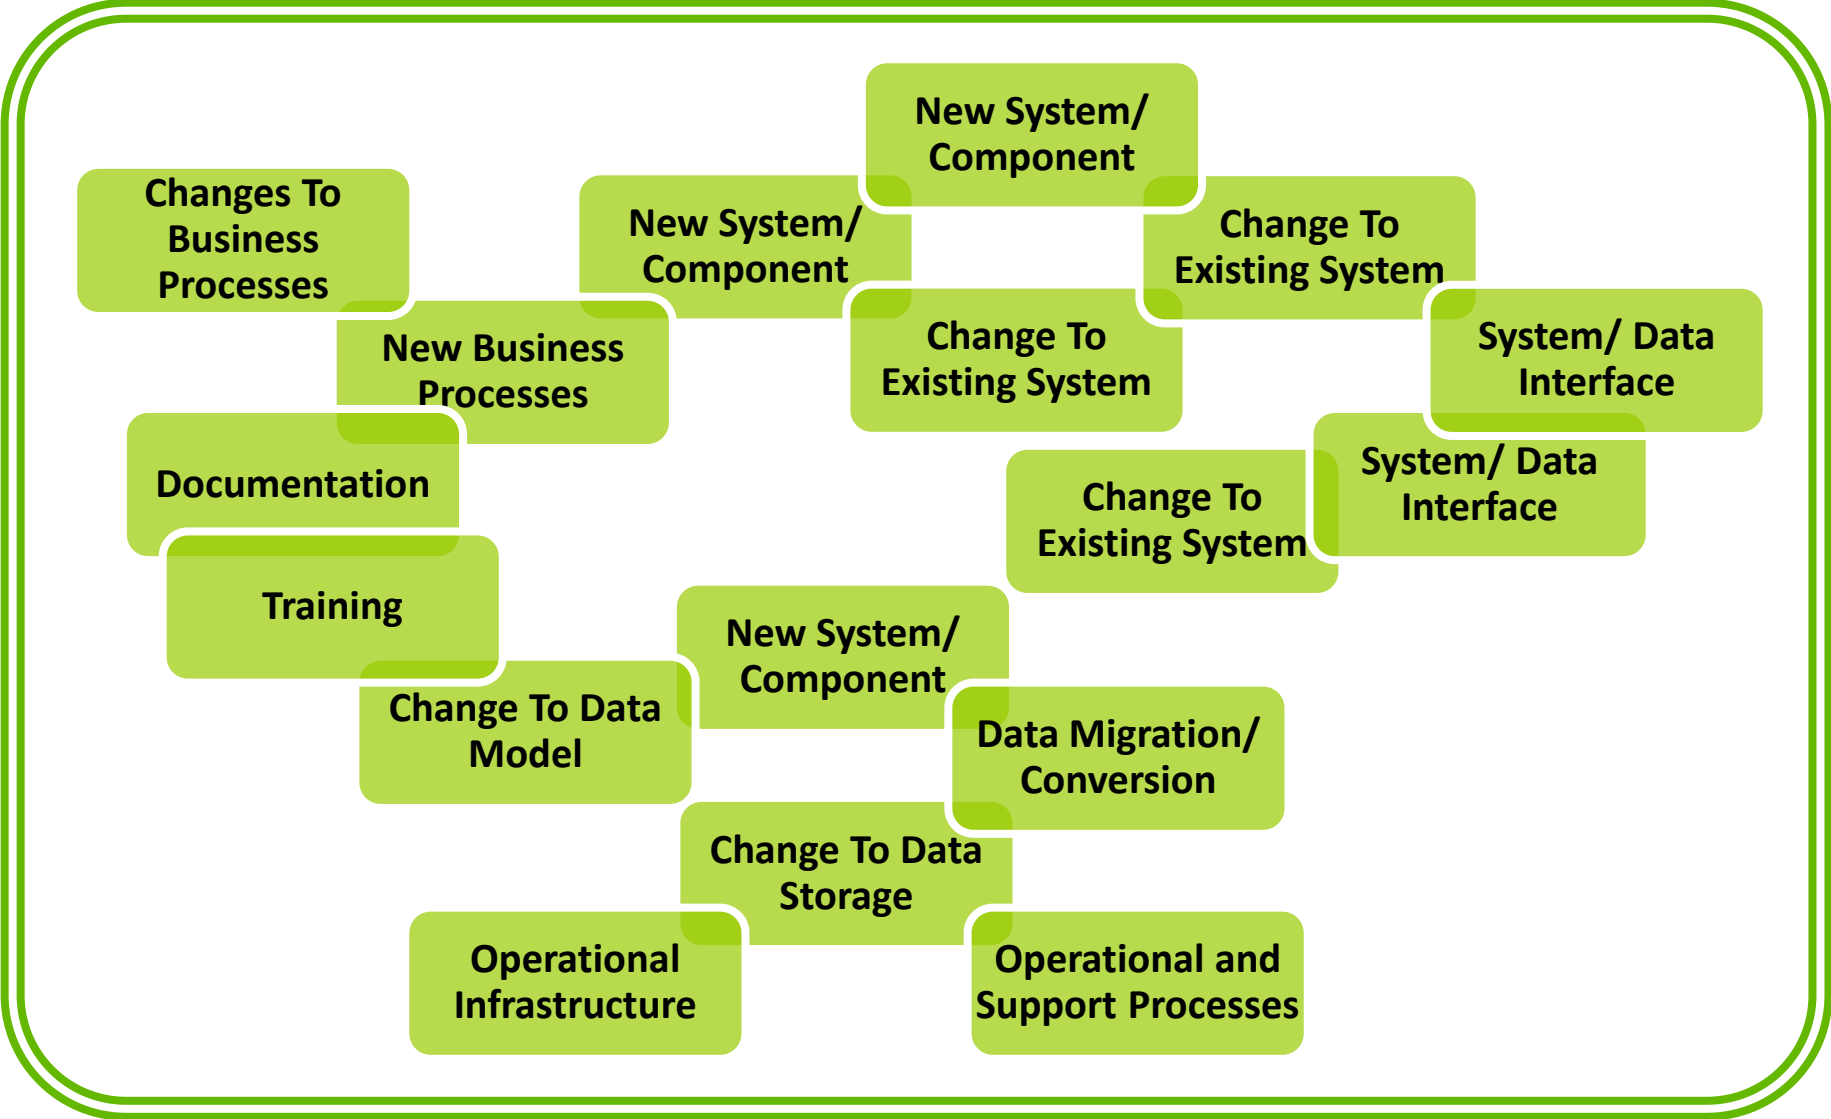 New System/
Component
Changes To
Business
Processes
New System/
Component
Change To
Existing System
New Business
Processes
Change To
Existing System
System/ Data
Interface
Documentation
Change To
Existing System
System/ Data
Interface
Training
New System/
Component
Change To Data
Model
Data Migration/
Conversion
Change To Data
Storage
Operational
Infrastructure
Operational and
Support Processes